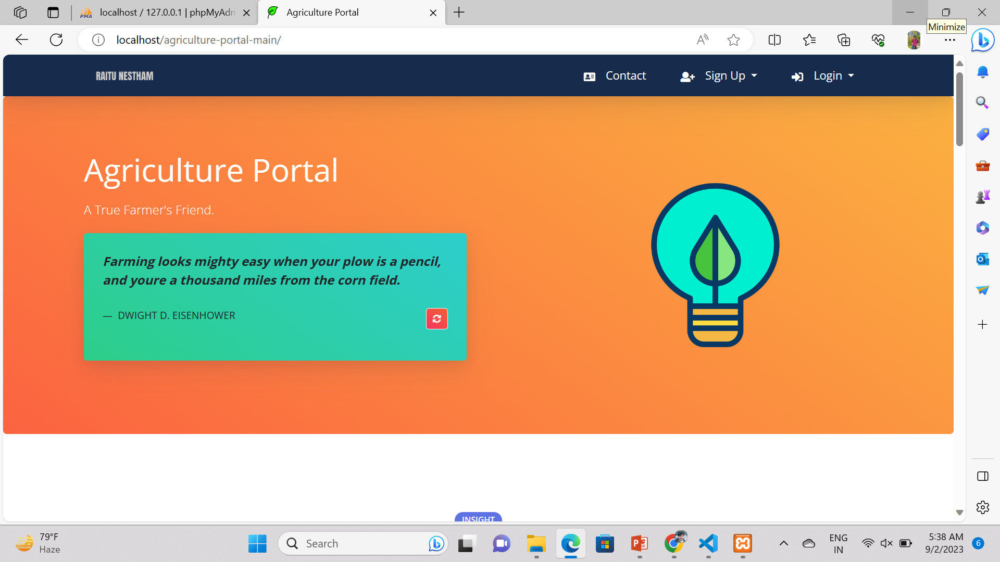 localhost / 127.0.0.1 | phpMyAdm
Agriculture Portal
Minimize
localhost/agriculture-portal-main/
RAITU NESTHAM
Contact
Sign Up
Login
Agriculture Portal
A True Farmer's Friend.
Farming looks mighty easy when your plow is a pencil,
and youre a thousand miles from the corn field.
— DWIGHT D. EISENHOWER
INSIGHT
79°F
Haze
Search
ENG
IN
5:38 AM
9/2/2023
6